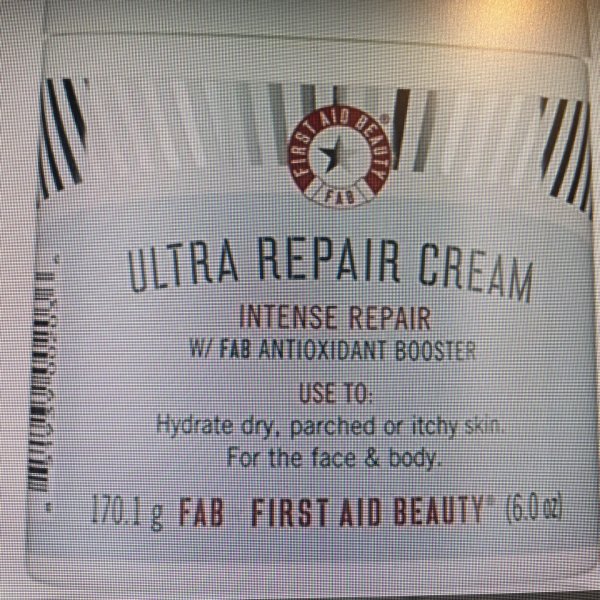 FIRST AID BEAUTY ®
FAB
ULTRA REPAIR CREAM
INTENSE REPAIR
W/ FAB ANTIOXIDANT BOOSTER
USE TO:
Hydrate dry, parched or itchy skin.
For the face & body.
170.1 g FAB FIRST AID BEAUTY® (6.0 oz)